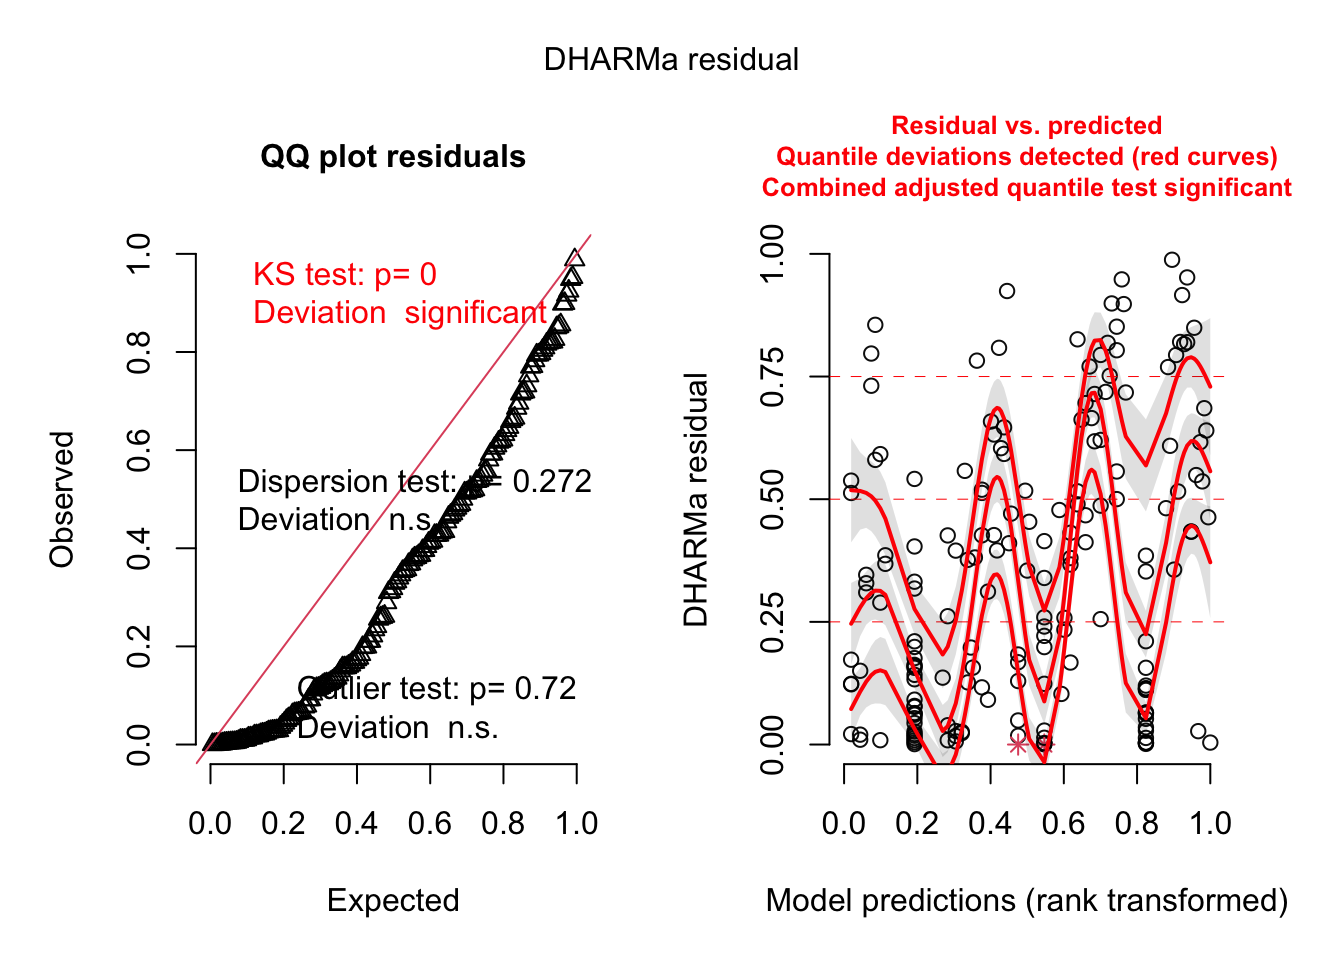 DHARMa residual
QQ plot residuals
KS test: p= 0
Deviation  significant
Dispersion test: p= 0.272
Deviation  n.s.
Outlier test: p= 0.72
Deviation  n.s.
Observed
0.0
0.2
0.4
0.6
0.8
1.0
0.0 0.2 0.4 0.6 0.8 1.0
Expected
Residual vs. predicted
Quantile deviations detected (red curves)
Combined adjusted quantile test significant
DHARMa residual
0.00
0.25
0.50
0.75
1.00
0.0 0.2 0.4 0.6 0.8 1.0
Model predictions (rank transformed)